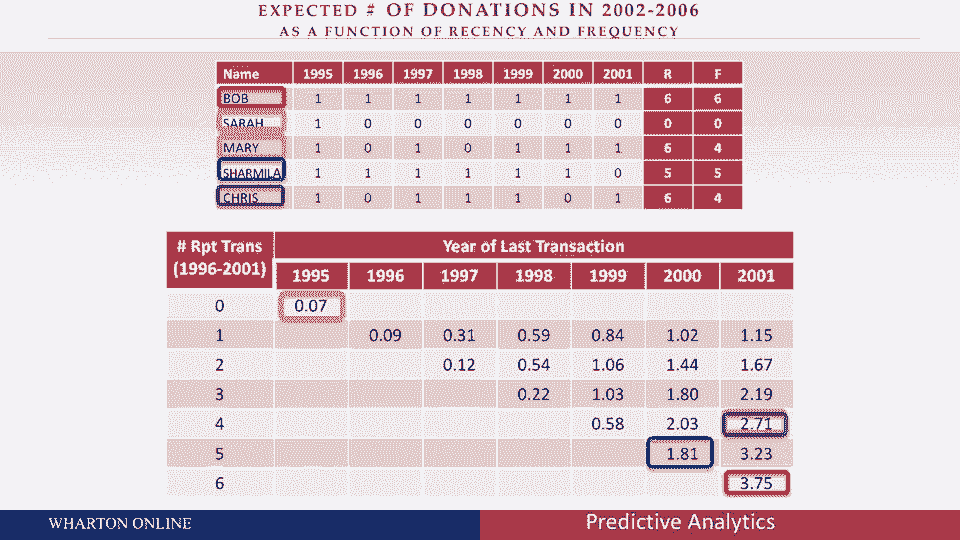 EXPECTED # OF DONATIONS IN 2002-2006
AS A FUNCTION OF RECENCY AND FREQUENCY
Name 1995 1996 1997 1998 1999 2000 2001 R F
BOB 1 1 1 1 1 1 1 6 6
SARAH 1 0 0 0 0 0 0 0 0
MARY 1 0 1 0 1 1 1 6 4
SHARMILA 1 1 1 1 1 1 0 5 5
CHRIS 1 0 1 1 1 0 1 6 4
# Rpt Trans (1996-2001) Year of Last Transaction
1995 1996 1997 1998 1999 2000 2001
0 0.07
1 0.09 0.31 0.59 0.84 1.02 1.15
2 0.12 0.54 1.06 1.44 1.67
3 0.22 1.03 1.80 2.19
4 0.58 2.03 2.71
5 1.81 3.23
6 3.75
WHARTON ONLINE Predictive Analytics